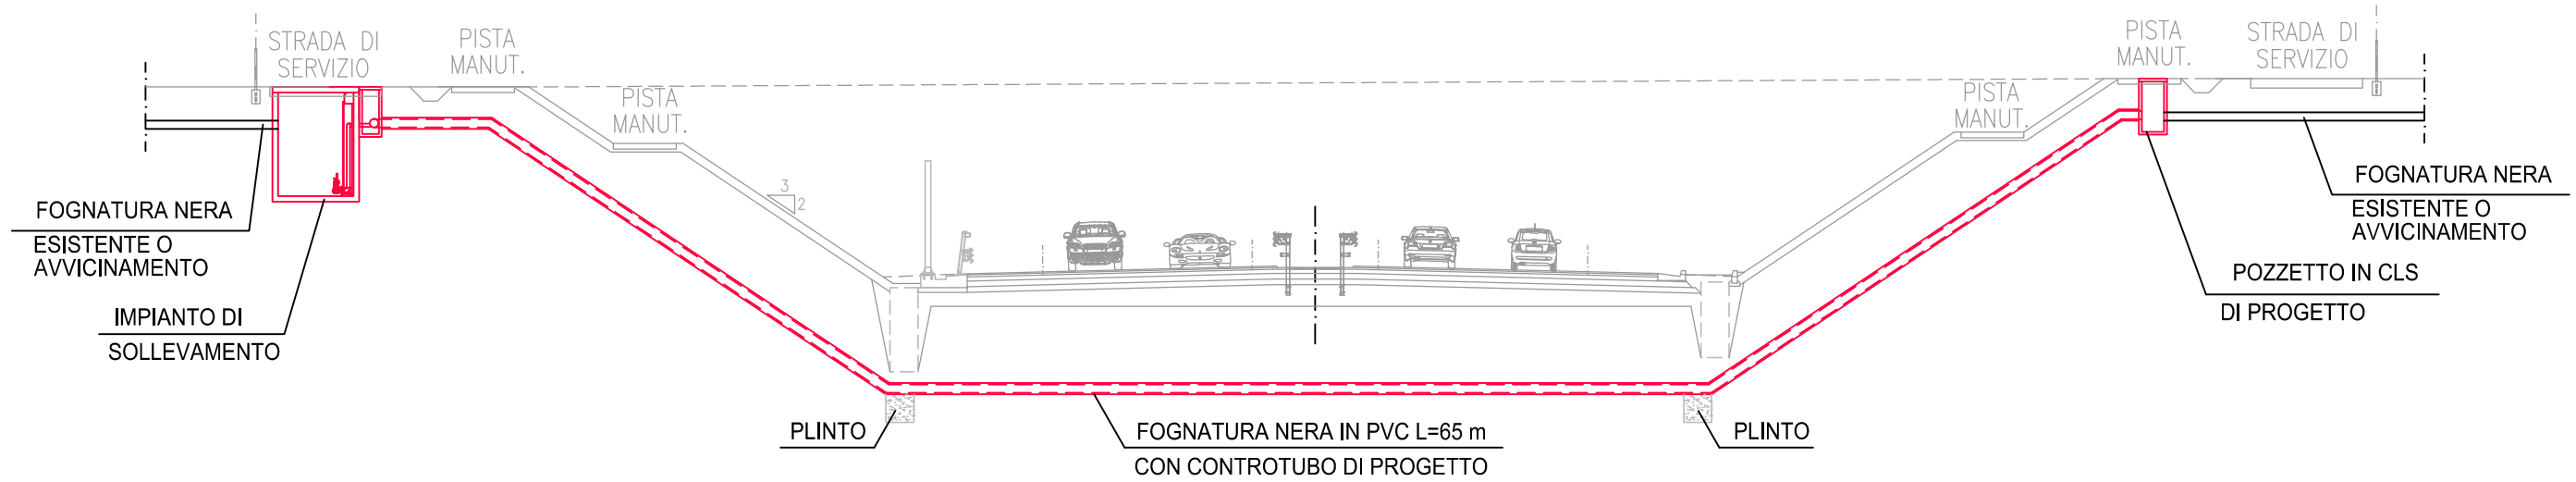 STRADA DI
SERVIZIO
PISTA
MANUT.
PISTA
MANUT.
PISTA
MANUT.
PISTA
MANUT.
STRADA DI
SERVIZIO
3
2
FOGNATURA NERA
ESISTENTE O
AVVICINAMENTO
IMPIANTO DI
SOLLEVAMENTO
PLINTO
FOGNATURA NERA IN PVC L=65 m
CON CONTROTUBO DI PROGETTO
PLINTO
FOGNATURA NERA
ESISTENTE O
AVVICINAMENTO
POZZETTO IN CLS
DI PROGETTO